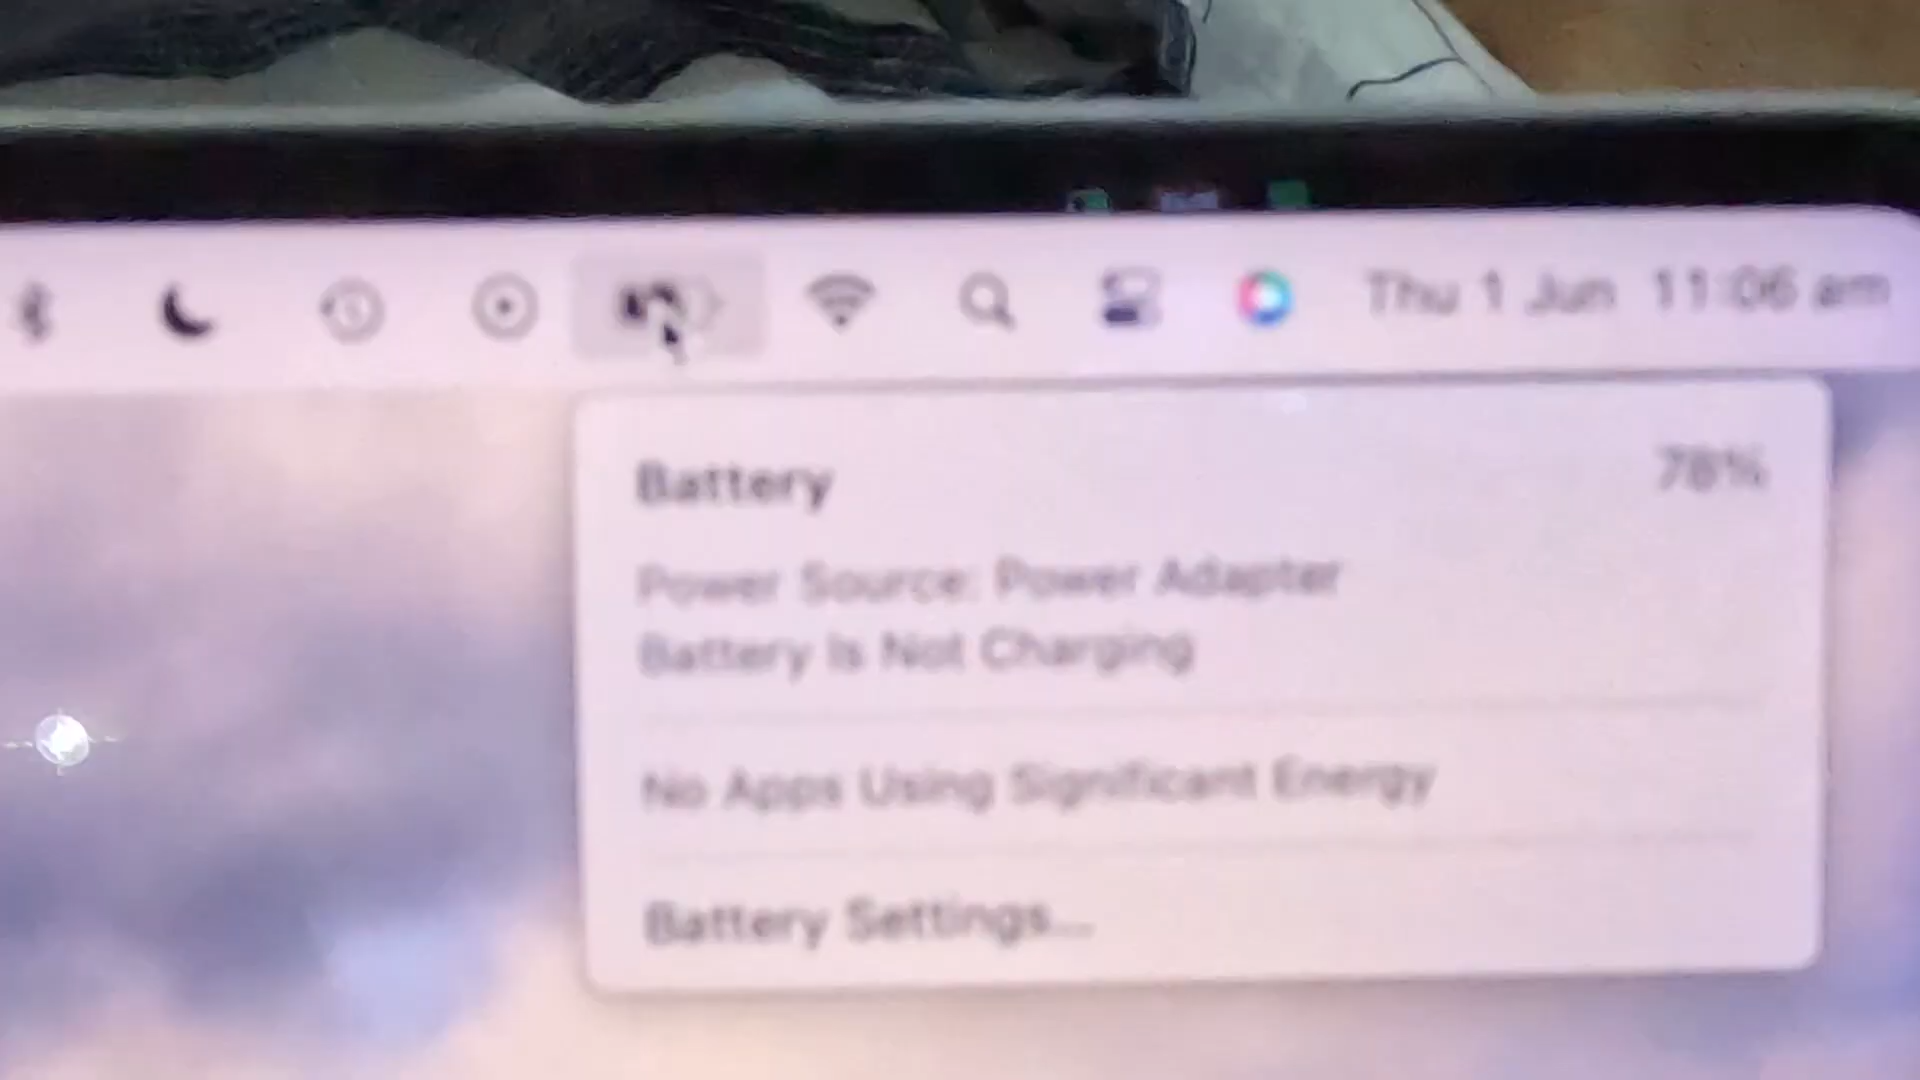 Thu 1 Jun 11:06 am
Battery 78%
Power Source: Power Adapter
Battery Is Not Charging
No Apps Using Significant Energy
Battery Settings...